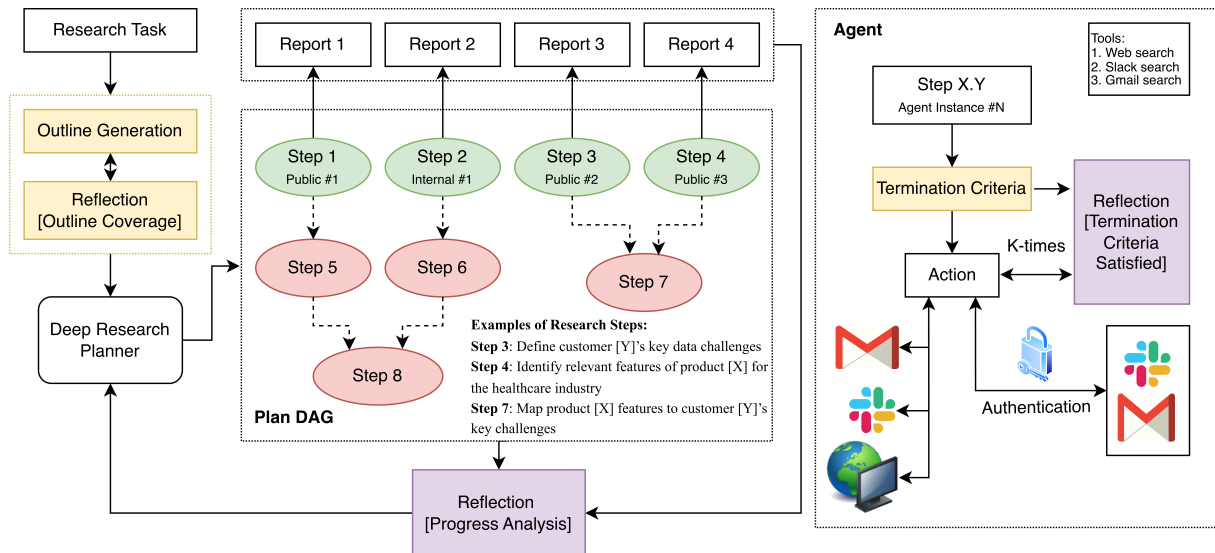 Research Task
Outline Generation
Reflection
[Outline Coverage]
Deep Research
Planner
Report 1
Report 2
Report 3
Report 4
Step 1
Public #1
Step 2
Internal #1
Step 3
Public #2
Step 4
Public #3
Step 5
Step 6
Step 7
Step 8
Examples of Research Steps:
Step 3: Define customer [Y]'s key data challenges
Step 4: Identify relevant features of product [X] for
the healthcare industry
Step 7: Map product [X] features to customer [Y]'s
key challenges
Plan DAG
Reflection
[Progress Analysis]
Agent
Tools:
1. Web search
2. Slack search
3. Gmail search
Step X.Y
Agent Instance #N
Termination Criteria
Reflection
[Termination
Criteria
Satisfied]
K-times
Action
Authentication